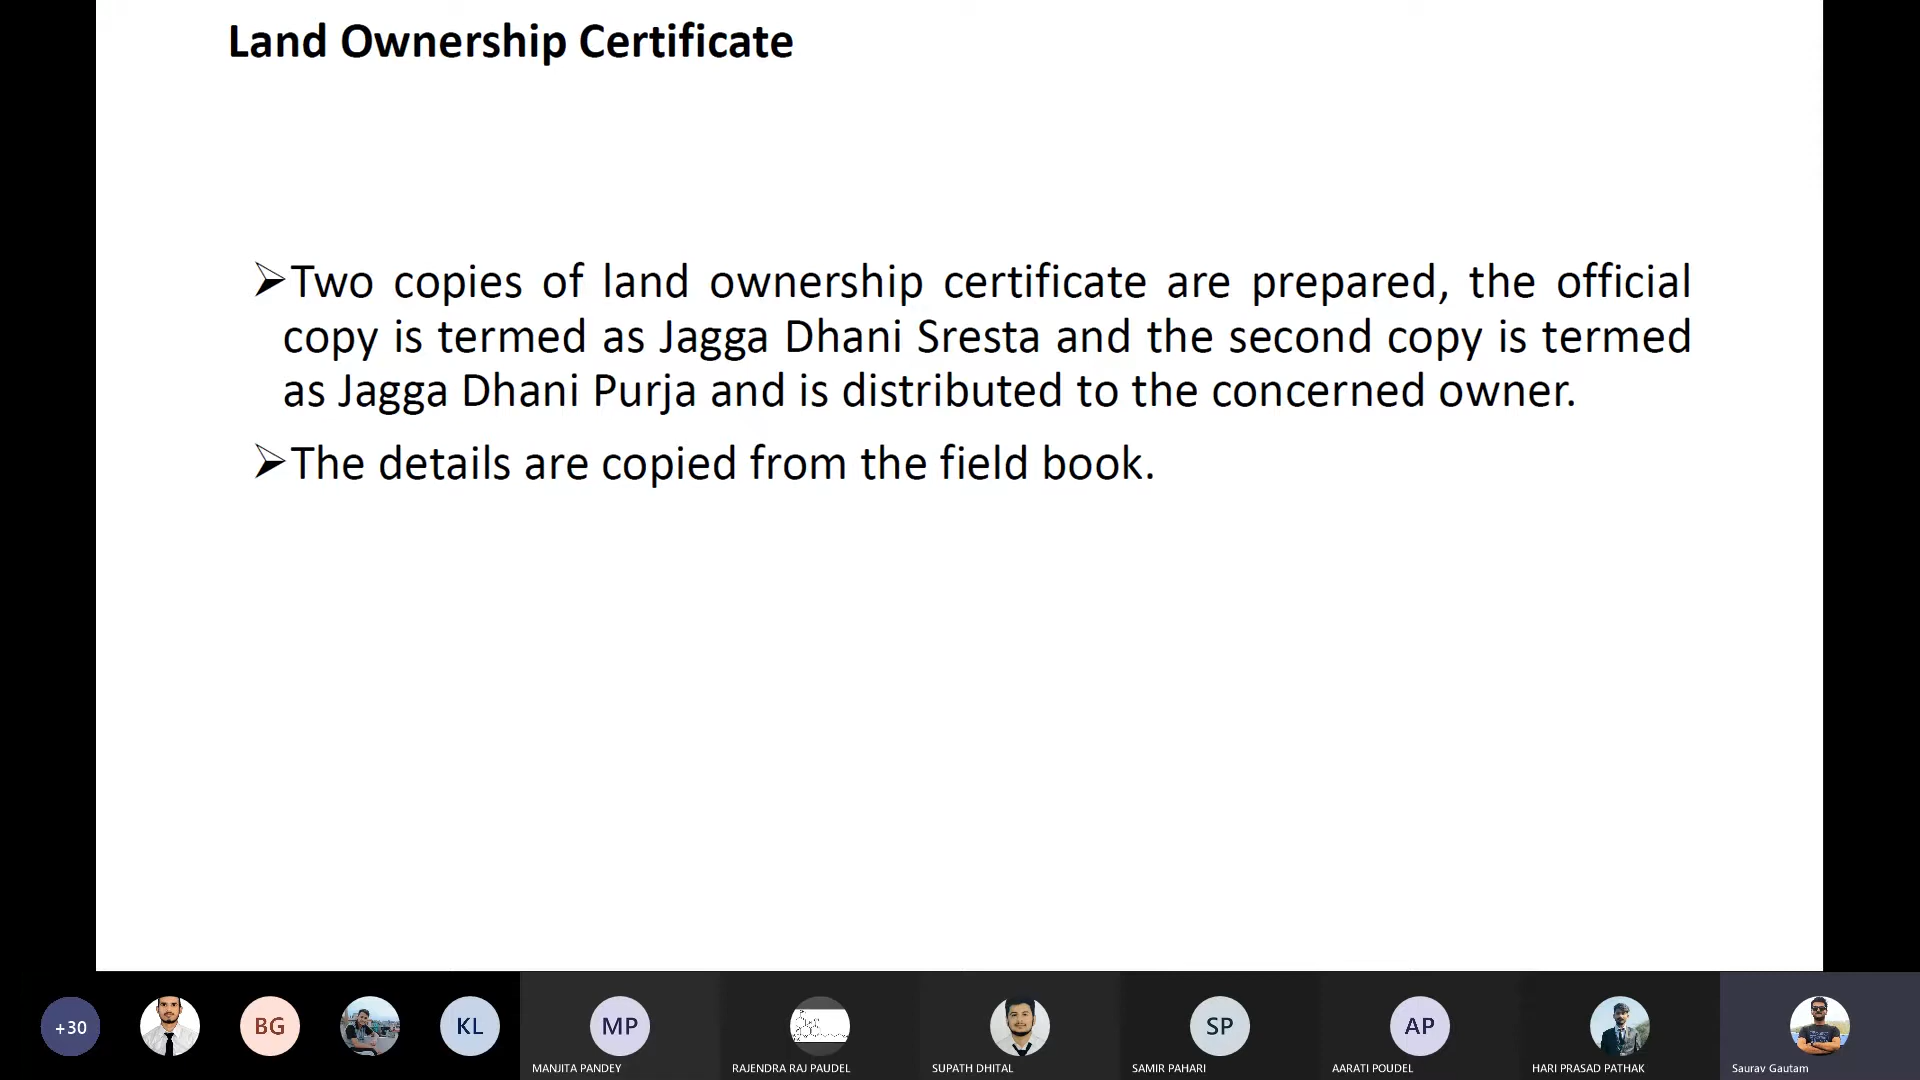 Land Ownership Certificate
➢Two copies of land ownership certificate are prepared, the official
copy is termed as Jagga Dhani Sresta and the second copy is termed
as Jagga Dhani Purja and is distributed to the concerned owner.
➢The details are copied from the field book.
+30
BG
KL
MP
SP
AP
MANJITA PANDEY
RAJENDRA RAJ PAUDEL
SUPATH DHITAL
SAMIR PAHARI
AARATI POUDEL
HARI PRASAD PATHAK
Saurav Gautam